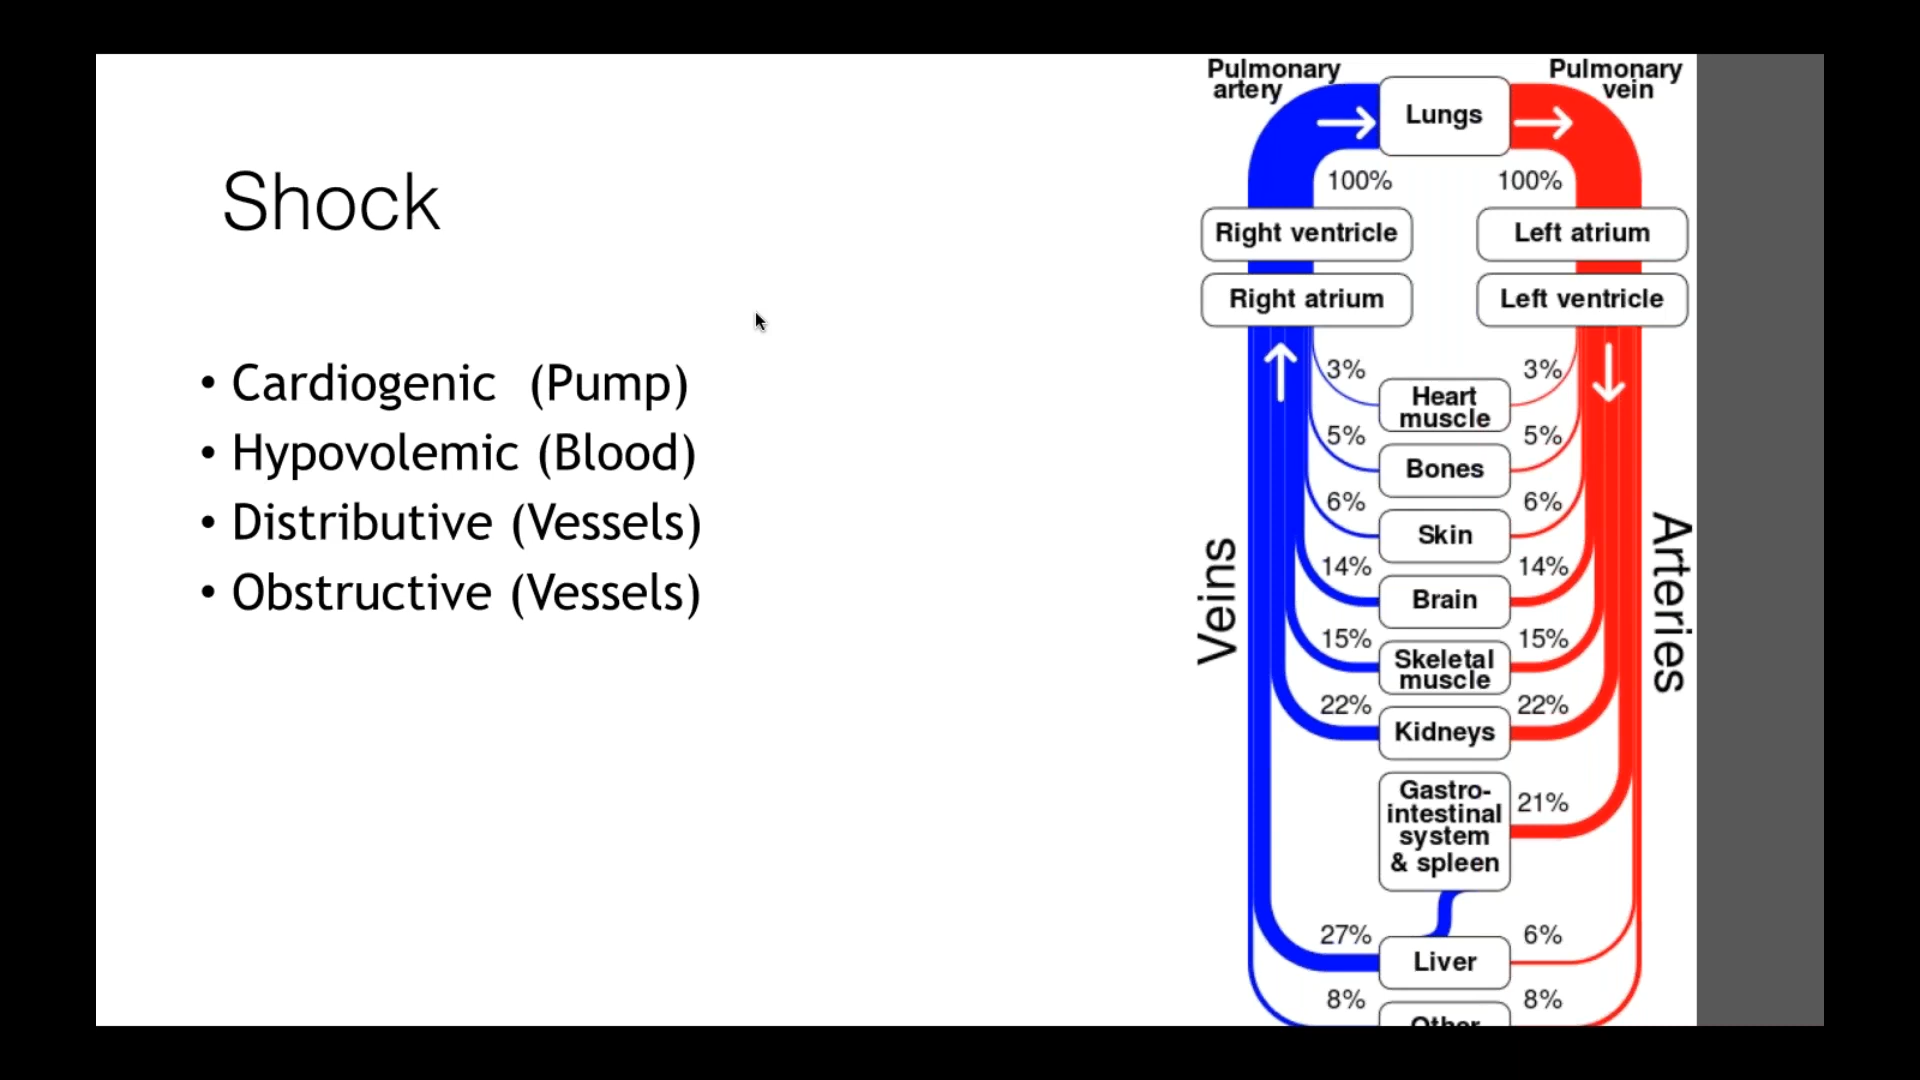 Shock
• Cardiogenic  (Pump)
• Hypovolemic (Blood)
• Distributive (Vessels)
• Obstructive (Vessels)
Pulmonary
artery
Lungs
Pulmonary
vein
100%
100%
Right ventricle
Left atrium
Right atrium
Left ventricle
3%
Heart
muscle
3%
5%
Bones
5%
6%
Skin
6%
14%
Brain
14%
15%
Skeletal
muscle
15%
22%
Kidneys
22%
Gastro-
intestinal
system
& spleen
21%
27%
Liver
6%
8%
Other
8%
Veins
Arteries